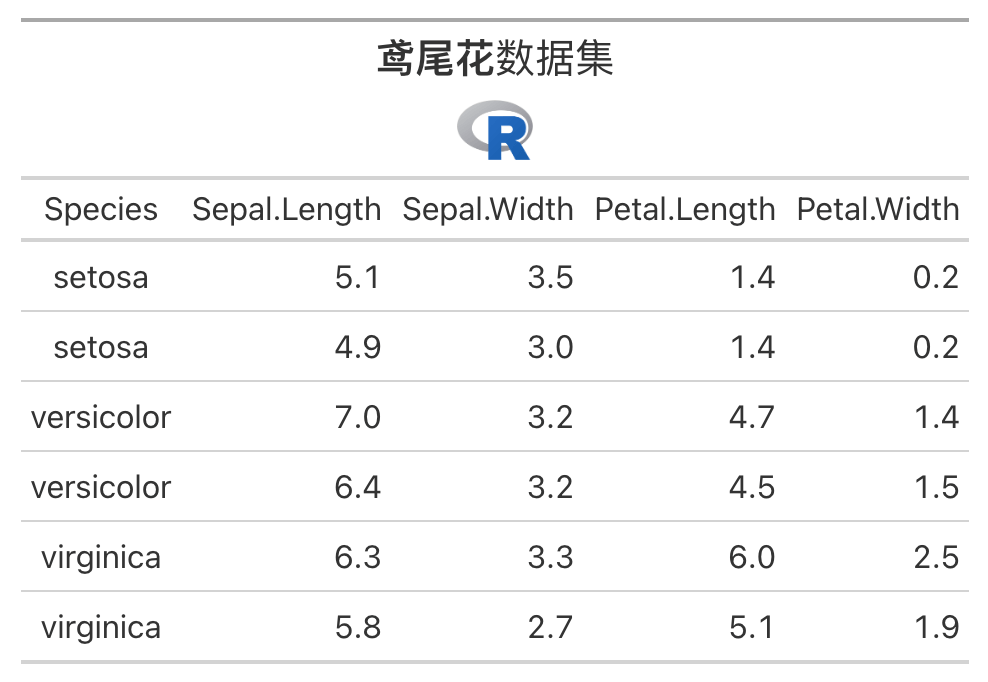 鸢尾花数据集
R
Species Sepal.Length Sepal.Width Petal.Length Petal.Width
setosa 5.1 3.5 1.4 0.2
setosa 4.9 3.0 1.4 0.2
versicolor 7.0 3.2 4.7 1.4
versicolor 6.4 3.2 4.5 1.5
virginica 6.3 3.3 6.0 2.5
virginica 5.8 2.7 5.1 1.9